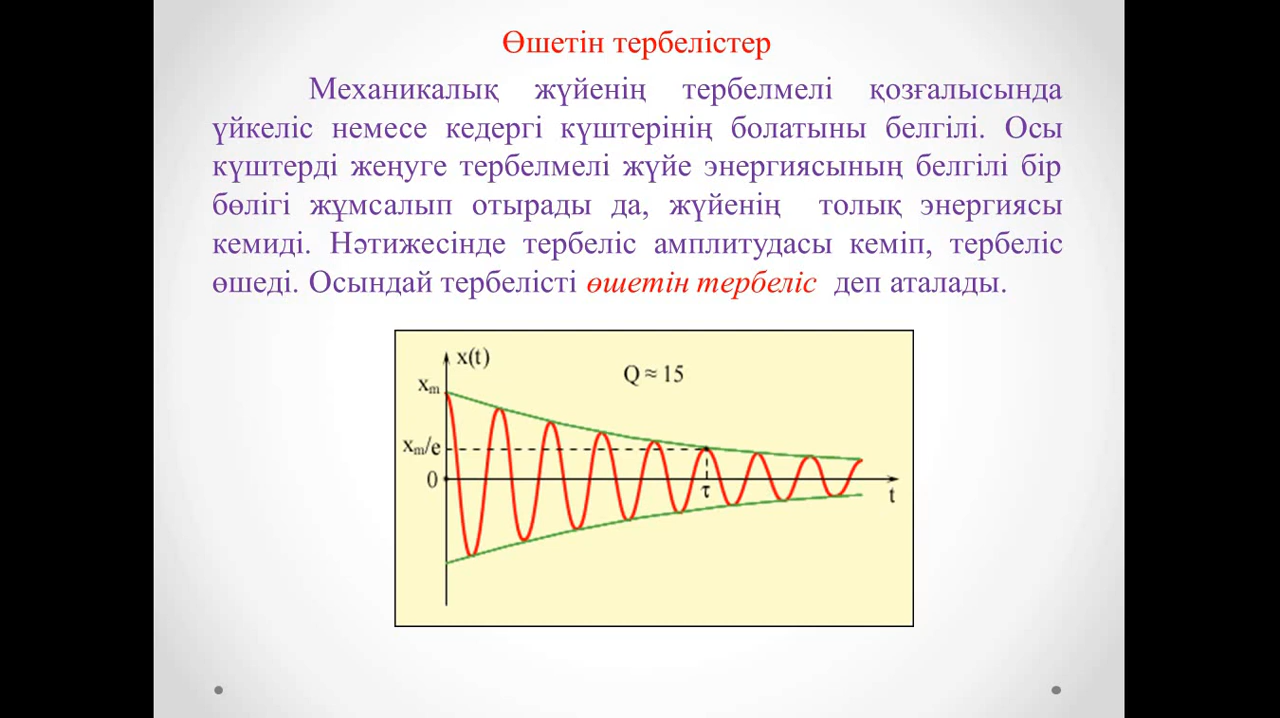 Өшетін тербелістер
Механикалық жүйенің тербелмелі қозғалысында
үйкеліс немесе кедергі күштерінің болатыны белгілі. Осы
күштерді жеңуге тербелмелі жүйе энергиясының белгілі бір
бөлігі жұмсалып отырады да, жүйенің толық энергиясы
кемиді. Нәтижесінде тербеліс амплитудасы кеміп, тербеліс
өшеді. Осындай тербелісті өшетін тербеліс деп аталады.
x(t)
Q ≈ 15
xm
xm/e
0
τ
t